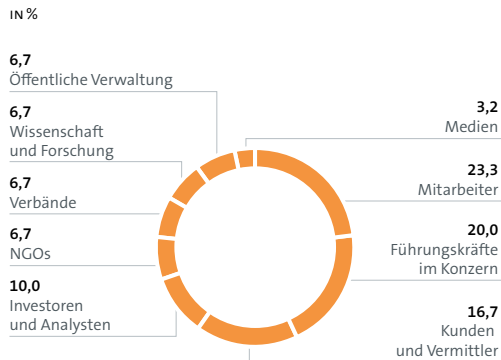 IN %
6,7
Öffentliche Verwaltung
6,7
Wissenschaft
und Forschung
6,7
Verbände
6,7
NGOs
10,0
Investoren
und Analysten
3,2
Medien
23,3
Mitarbeiter
20,0
Führungskräfte
im Konzern
16,7
Kunden
und Vermittler